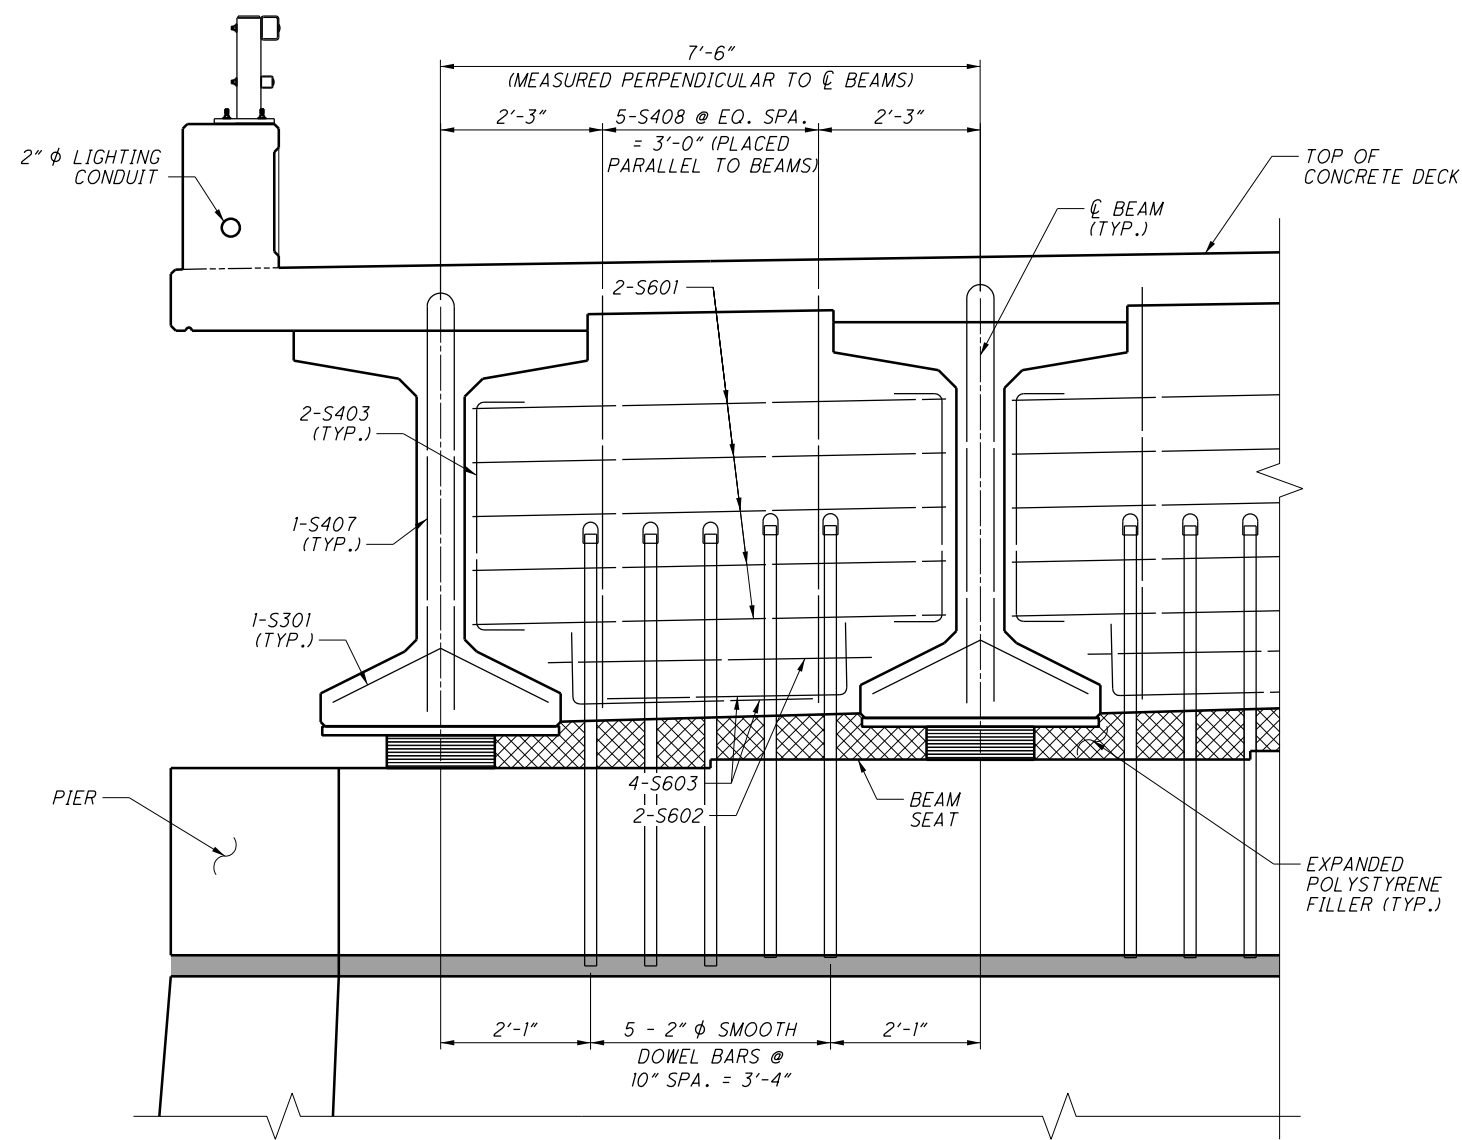 7'-6"
(MEASURED PERPENDICULAR TO ℄ BEAMS)
2'-3"
5-S408 @ EQ. SPA.
= 3'-0" (PLACED
PARALLEL TO BEAMS)
2'-3"
2" ϕ LIGHTING
CONDUIT
TOP OF
CONCRETE DECK
℄ BEAM
(TYP.)
2-S601
2-S403
(TYP.)
1-S407
(TYP.)
1-S301
(TYP.)
4-S603
2-S602
PIER
BEAM
SEAT
EXPANDED
POLYSTYRENE
FILLER (TYP.)
2'-1"
5 - 2" ϕ SMOOTH
DOWEL BARS @
10" SPA. = 3'-4"
2'-1"